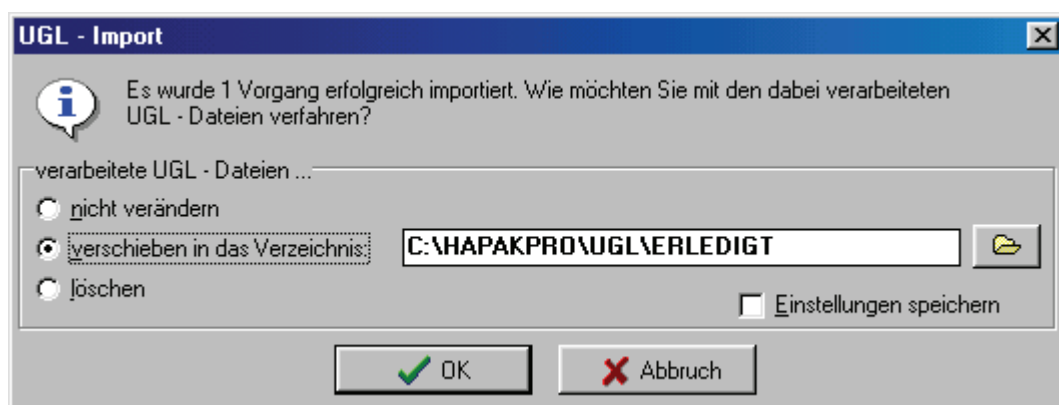 UGL - Import
Es wurde 1 Vorgang erfolgreich importiert. Wie möchten Sie mit den dabei verarbeiteten
UGL - Dateien verfahren?
verarbeitete UGL - Dateien ...
nicht verändern
verschieben in das Verzeichnis: C:\HAPAKPRO\UGL\ERLEDIGT
löschen
Einstellungen speichern
OK Abbruch